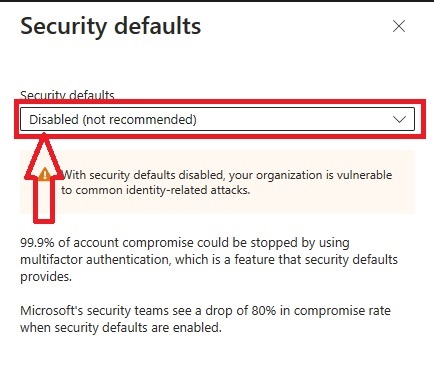 Security defaults
Security defaults
Disabled (not recommended)
With security defaults disabled, your organization is vulnerable
to common identity-related attacks.
99.9% of account compromise could be stopped by using
multifactor authentication, which is a feature that security defaults
provides.
Microsoft's security teams see a drop of 80% in compromise rate
when security defaults are enabled.